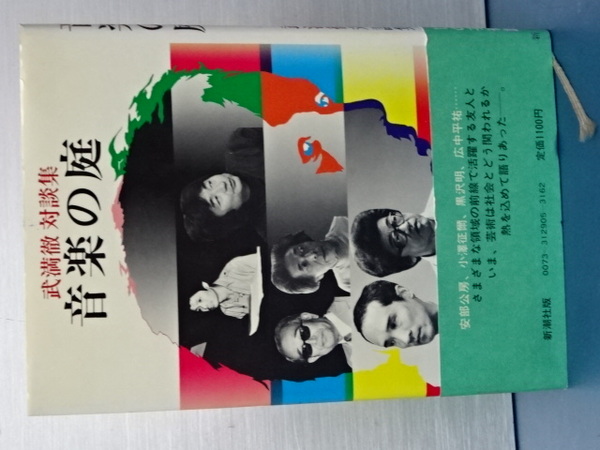 武満徹 対談集
音楽の庭
安部公房、小澤征爾、黒沢明、広中平祐……
さまざまな領域の前線で活躍する友人と
いま、芸術は社会とどう関われるか
熱を込めて語りあった――。
新潮社版
0073-312906-3162
定価1100円